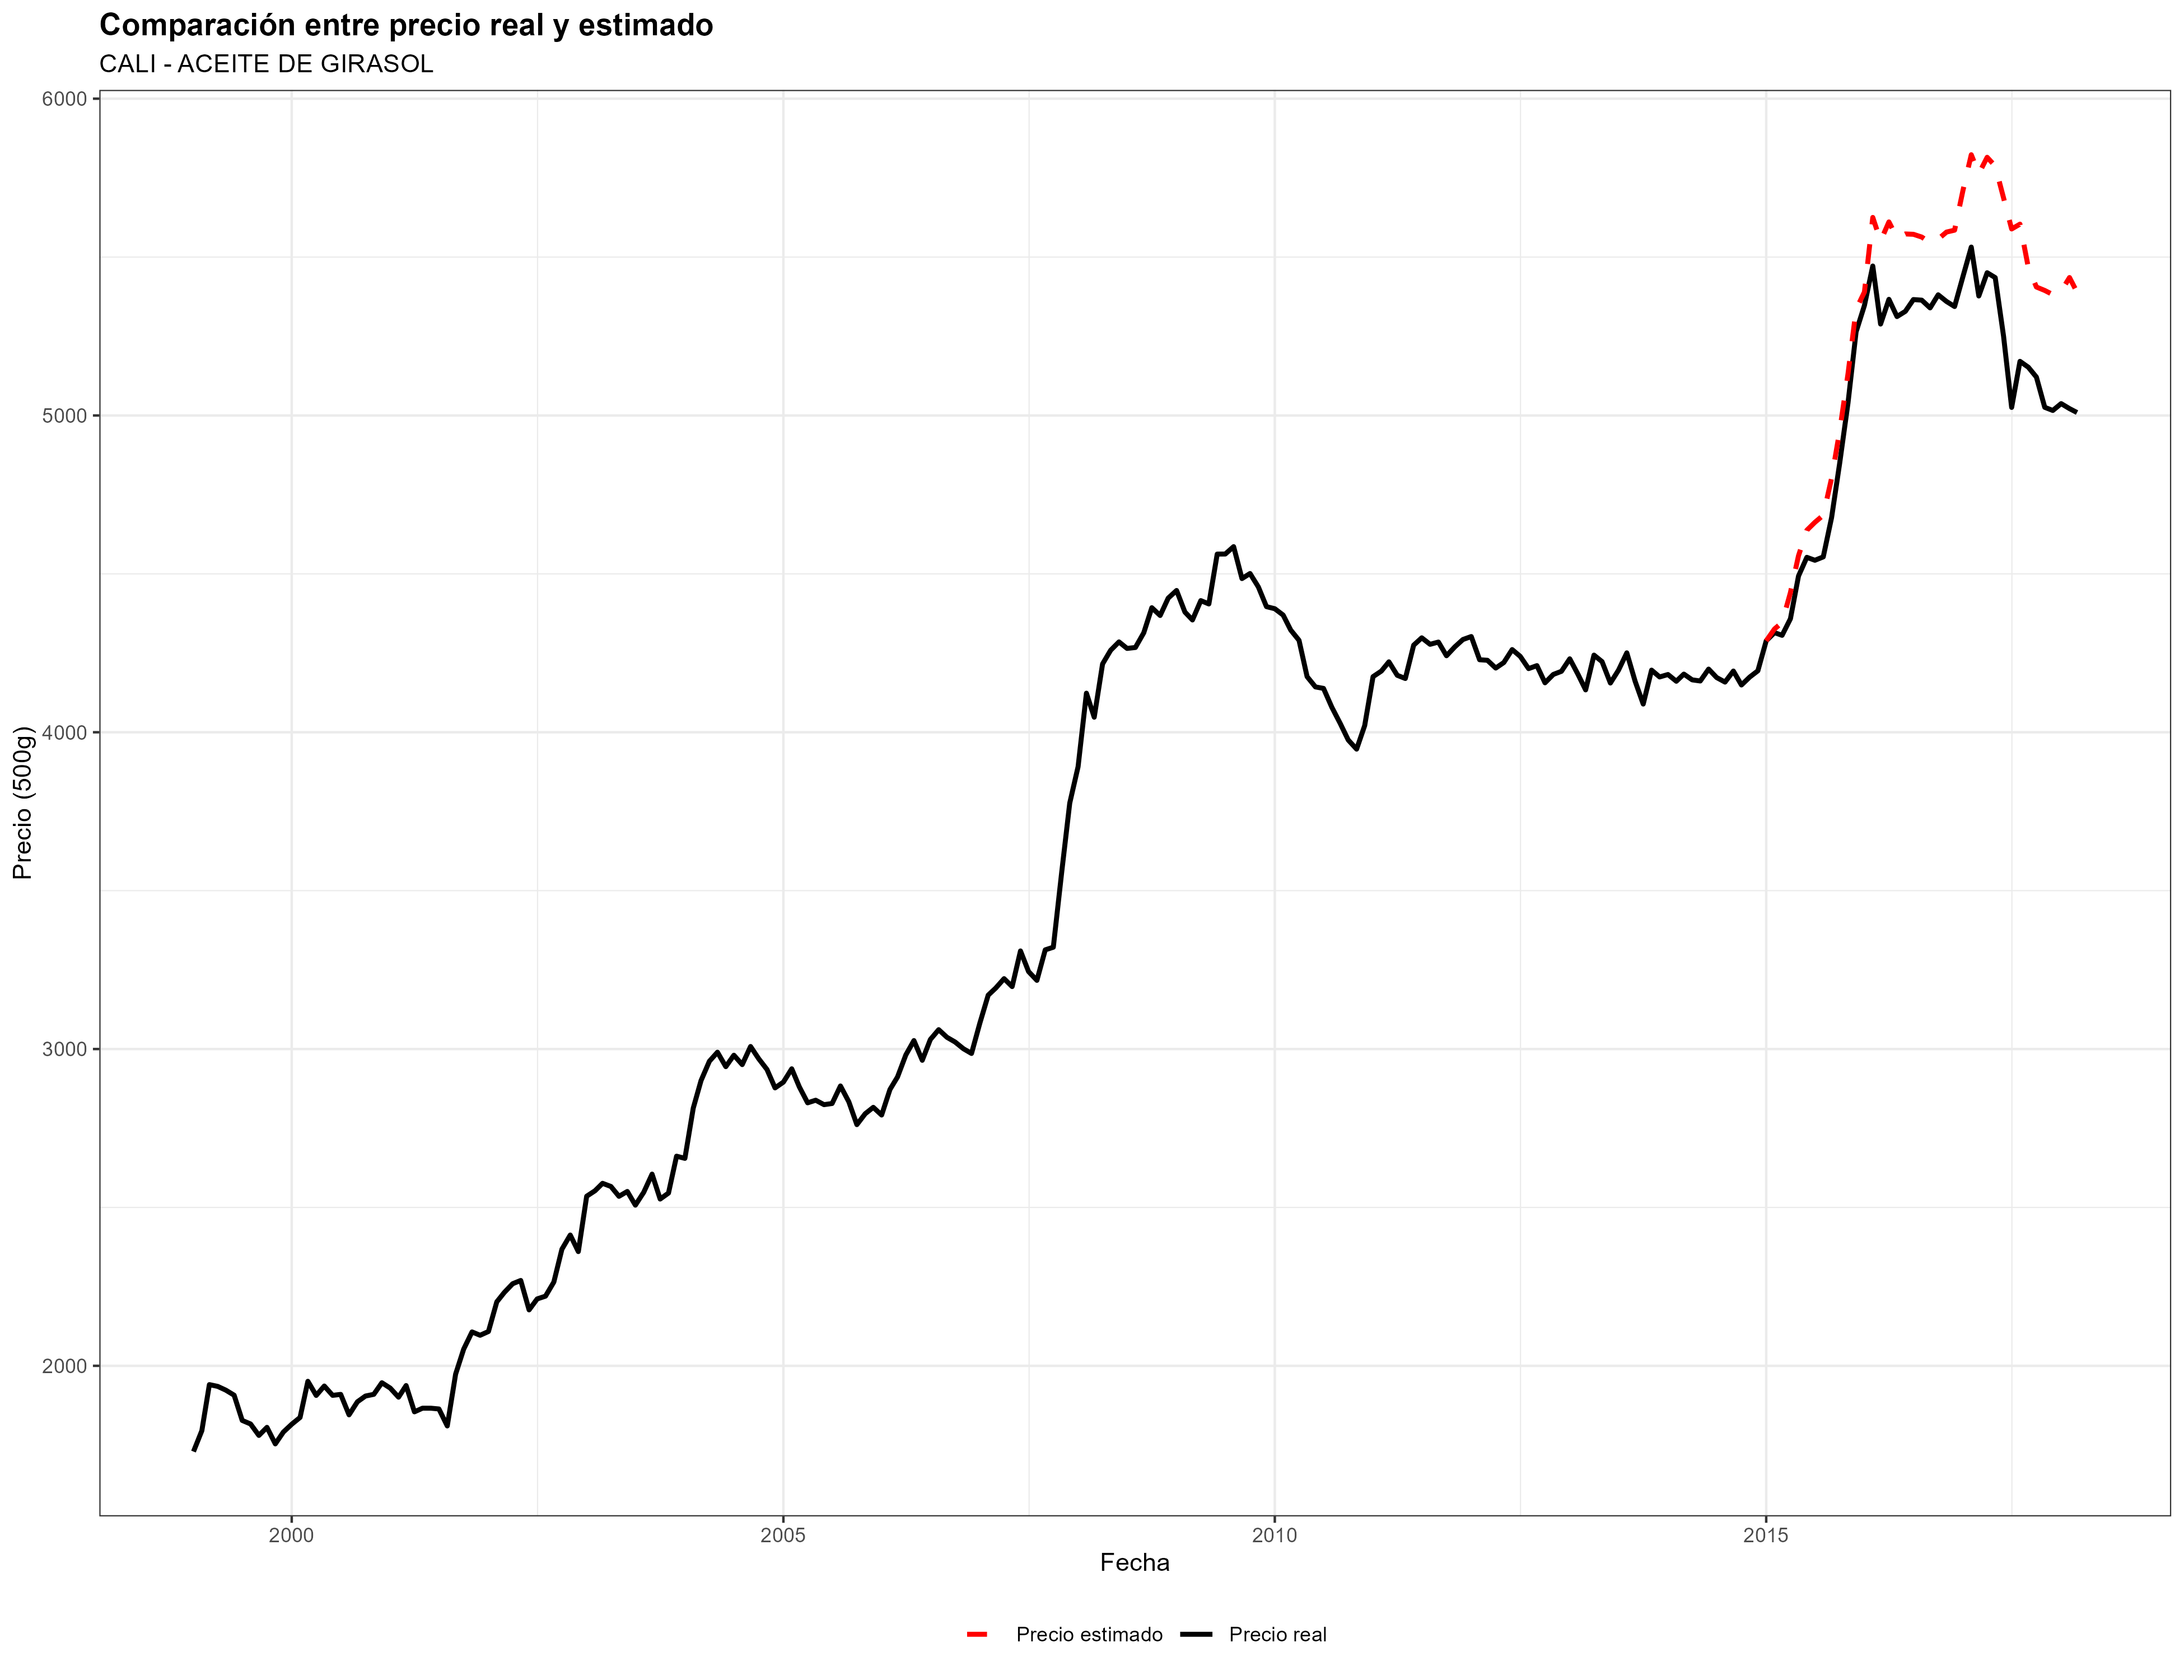 Comparación entre precio real y estimado
CALI - ACEITE DE GIRASOL
6000
5000
4000
3000
2000
Precio (500g)
2000 2005 2010 2015
Fecha
Precio estimado Precio real